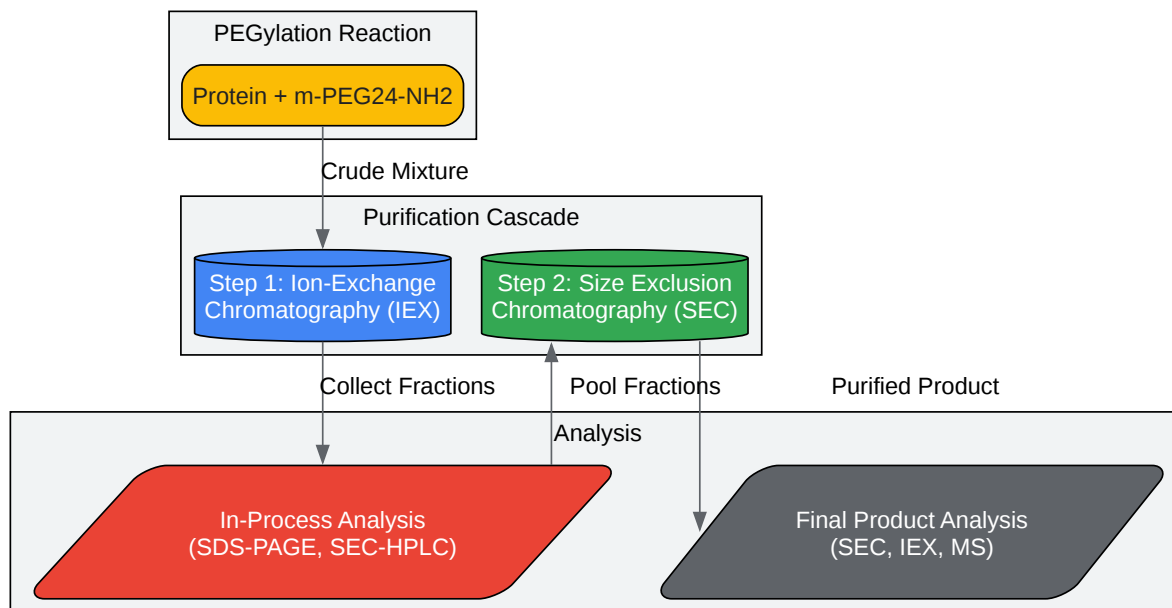 PEGylation Reaction
Protein + m-PEG24-NH2
Crude Mixture
Purification Cascade
Step 1: Ion-Exchange
Chromatography (IEX)
Step 2: Size Exclusion
Chromatography (SEC)
Collect Fractions
Pool Fractions
Purified Product
Analysis
In-Process Analysis
(SDS-PAGE, SEC-HPLC)
Final Product Analysis
(SEC, IEX, MS)